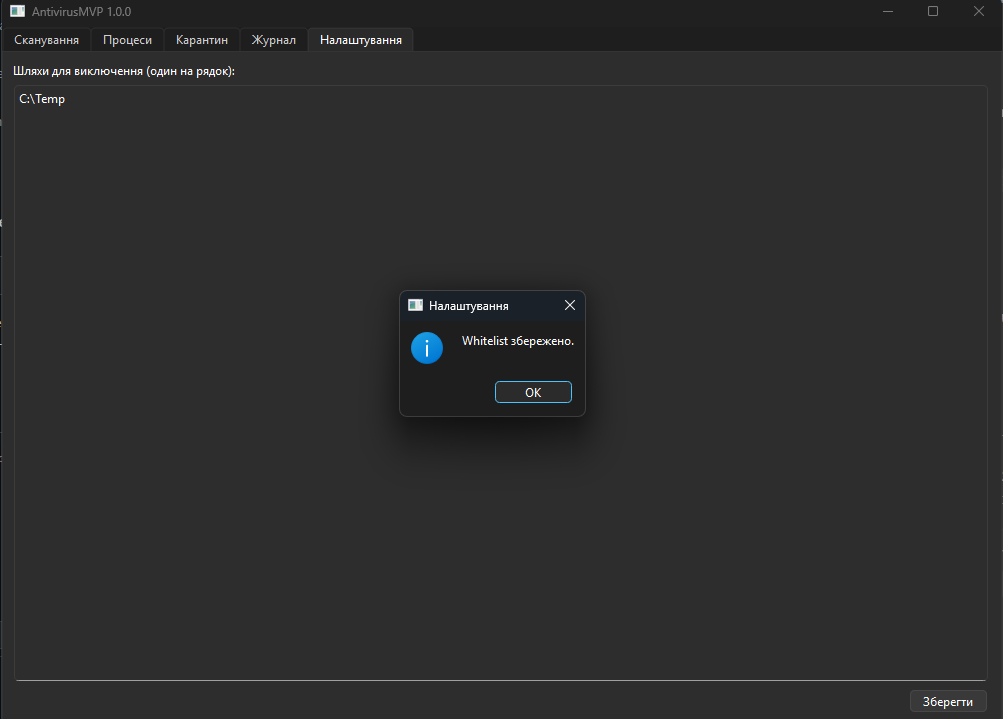 AntivirusMVP 1.0.0
Сканування Процеси Карантин Журнал Налаштування
Шляхи для виключення (один на рядок):
C:\Temp
Налаштування
Whitelist збережено.
OK
Зберегти